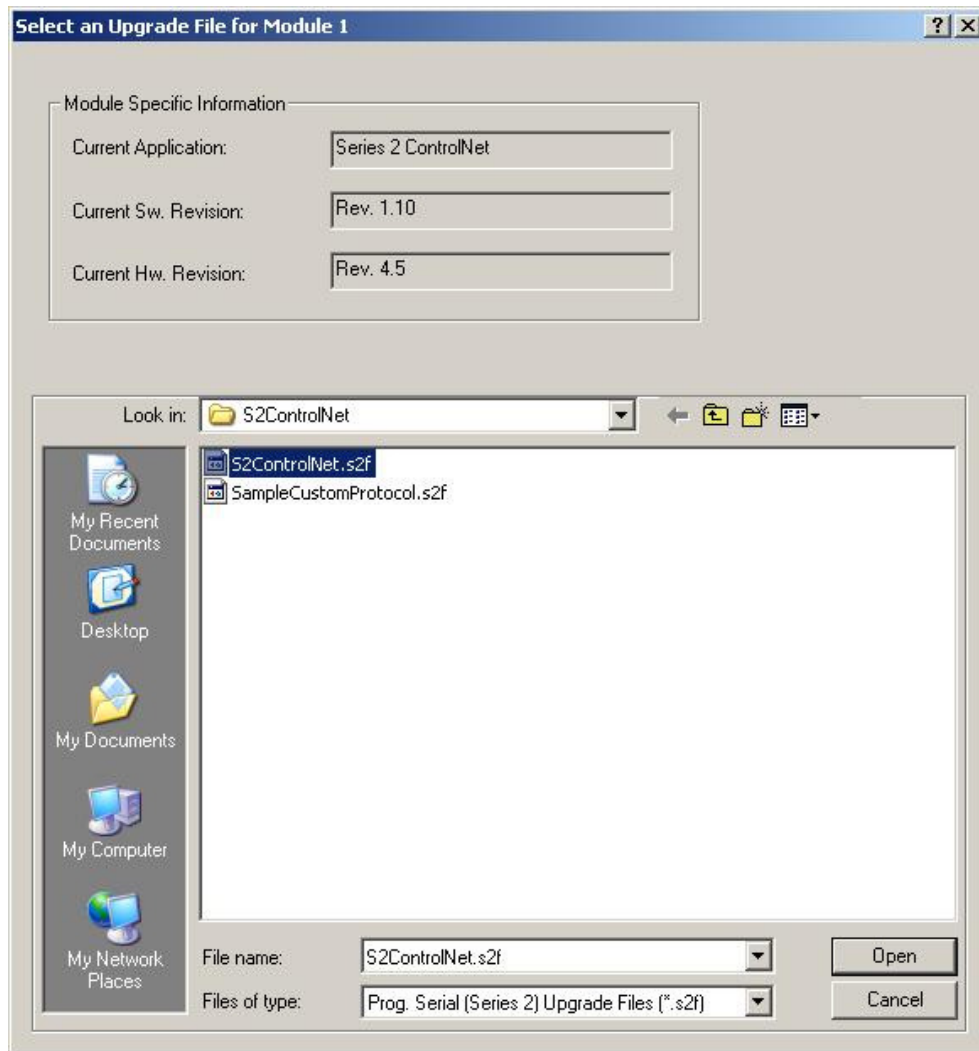 Select an Upgrade File for Module 1
Module Specific Information
Current Application: Series 2 ControlNet
Current Sw. Revision: Rev. 1.10
Current Hw. Revision: Rev. 4.5
Look in: S2ControlNet
S2ControlNet.s2f
SampleCustomProtocol.s2f
My Recent
Documents
Desktop
My Documents
My Computer
My Network
Places
File name: S2ControlNet.s2f
Open
Files of type: Prog. Serial (Series 2) Upgrade Files (*.s2f)
Cancel